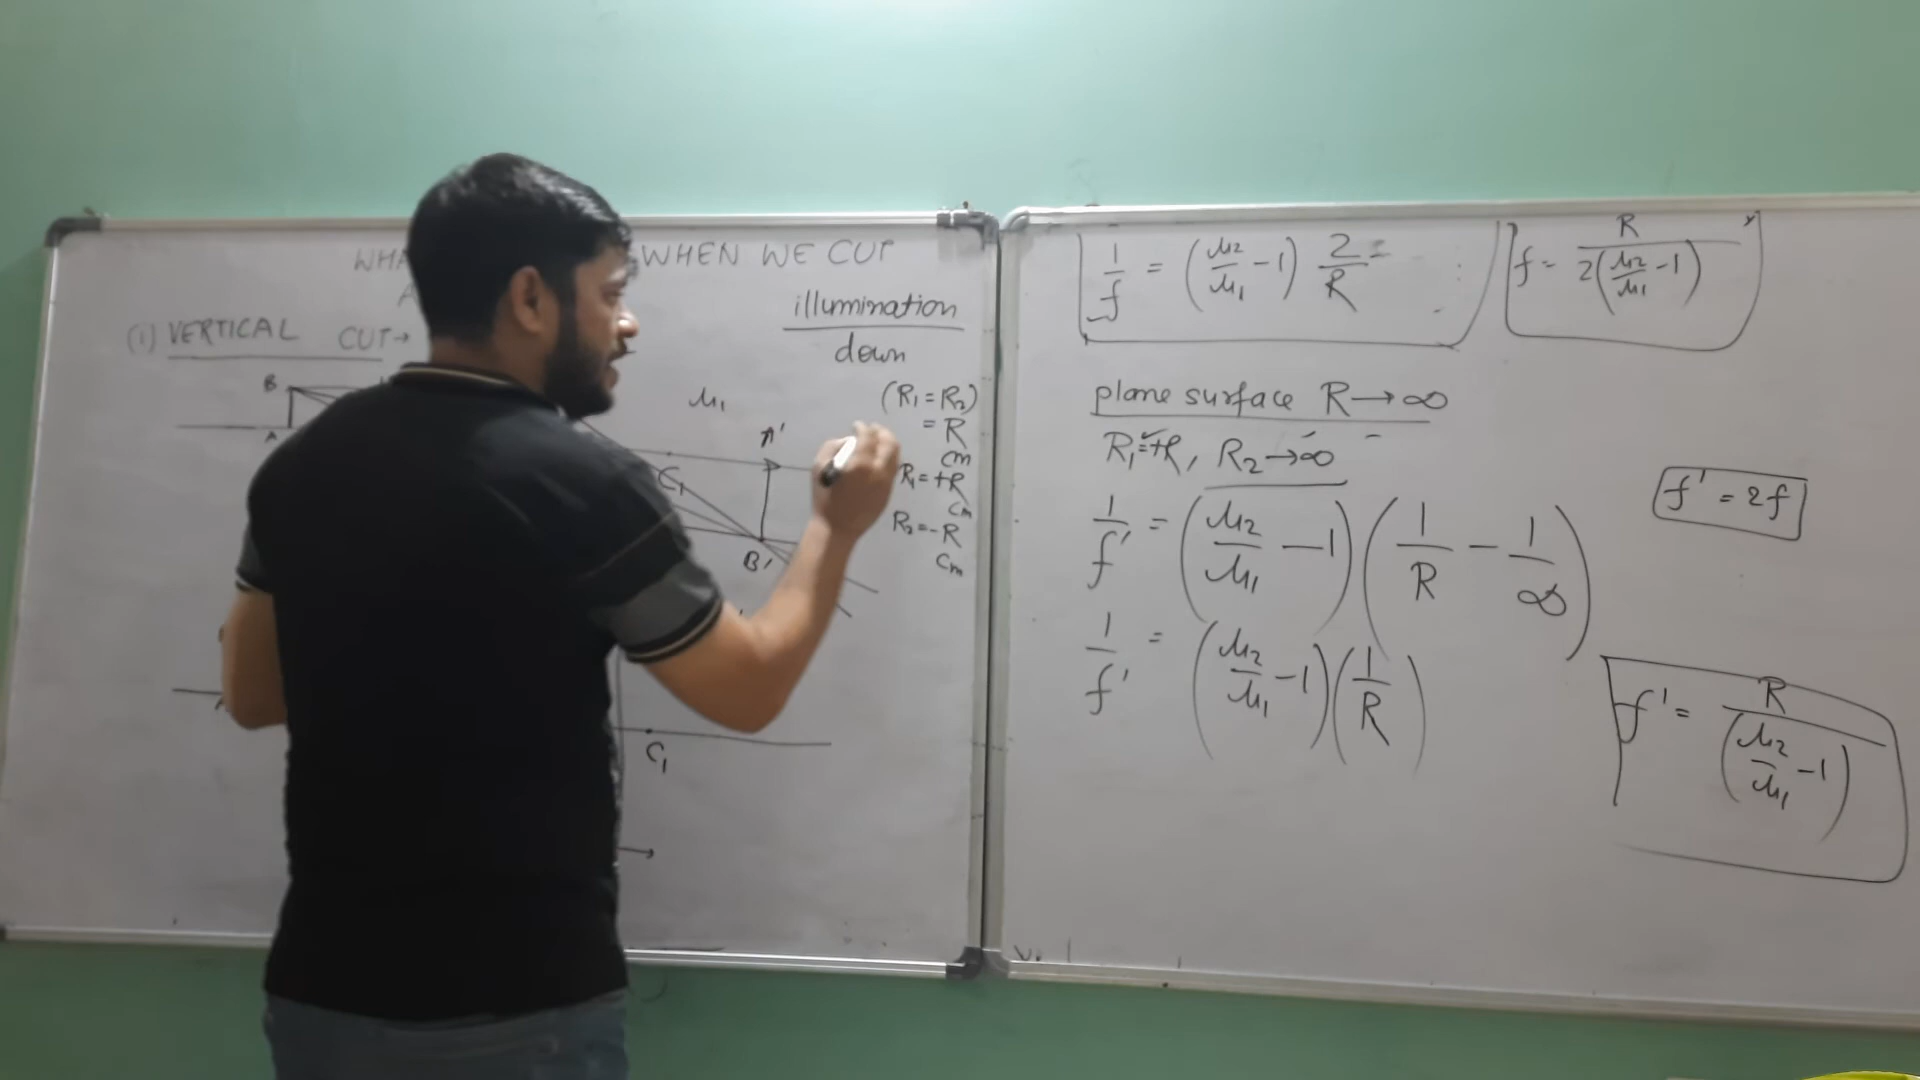 WHEN WE CUT
(1) VERTICAL CUT→
illumination
down
B
A
μ₁
A'
C₁
B'
(R₁ = R₂)
= R
cm
R₁ = +R
cm
R₂ = -R
cm
C₁
1/f = (μ₂/μ₁ - 1) 2/R =
f = R / 2(μ₂/μ₁ - 1)
plane surface R→∞
R₁=+R, R₂→∞
1/f' = (μ₂/μ₁ - 1)(1/R - 1/∞)
1/f' = (μ₂/μ₁ - 1)(1/R)
f' = 2f
f' = R / (μ₂/μ₁ - 1)